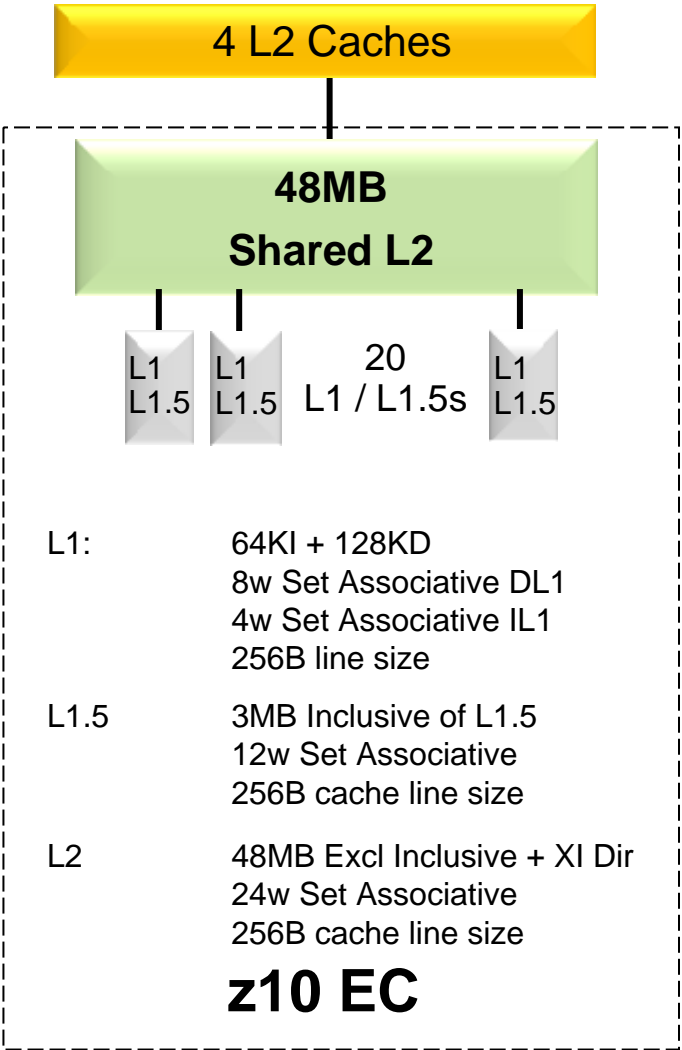 4 L2 Caches
48MB
Shared L2
L1
L1.5
L1
L1.5
20
L1 / L1.5s
L1
L1.5
L1: 64KI + 128KD
8w Set Associative DL1
4w Set Associative IL1
256B line size
L1.5 3MB Inclusive of L1.5
12w Set Associative
256B cache line size
L2 48MB Excl Inclusive + XI Dir
24w Set Associative
256B cache line size
z10 EC